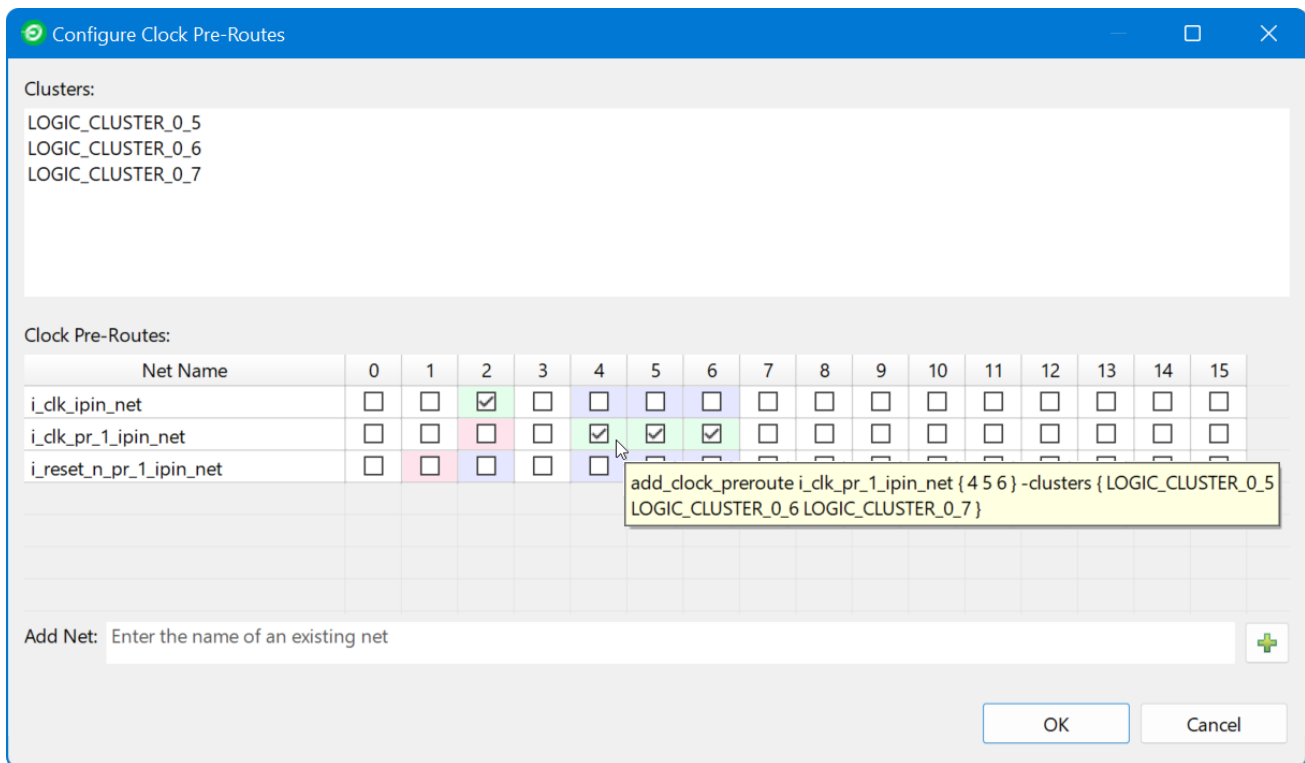 Configure Clock Pre-Routes
Clusters:
LOGIC_CLUSTER_0_5
LOGIC_CLUSTER_0_6
LOGIC_CLUSTER_0_7
Clock Pre-Routes:
Net Name 0 1 2 3 4 5 6 7 8 9 10 11 12 13 14 15
i_clk_ipin_net
i_clk_pr_1_ipin_net
i_reset_n_pr_1_ipin_net
add_clock_preroute i_clk_pr_1_ipin_net { 4 5 6 } -clusters { LOGIC_CLUSTER_0_5
LOGIC_CLUSTER_0_6 LOGIC_CLUSTER_0_7 }
Add Net: Enter the name of an existing net
OK Cancel